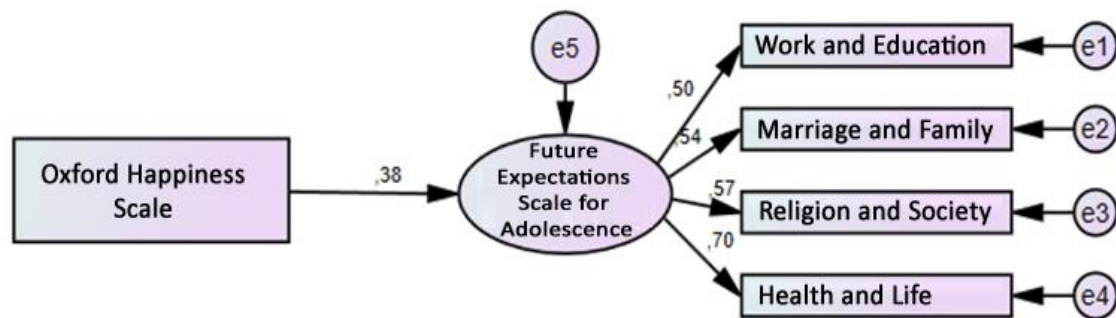 e5
Work and Education
e1
,50
Marriage and Family
e2
,54
Oxford Happiness
Scale
,38
Future
Expectations
Scale for
Adolescence
,57
Religion and Society
e3
,70
Health and Life
e4